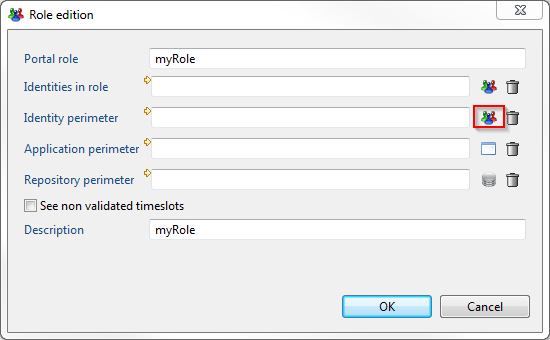 Role edition
Portal role myRole
Identities in role
Identity perimeter
Application perimeter
Repository perimeter
See non validated timeslots
Description myRole
OK Cancel